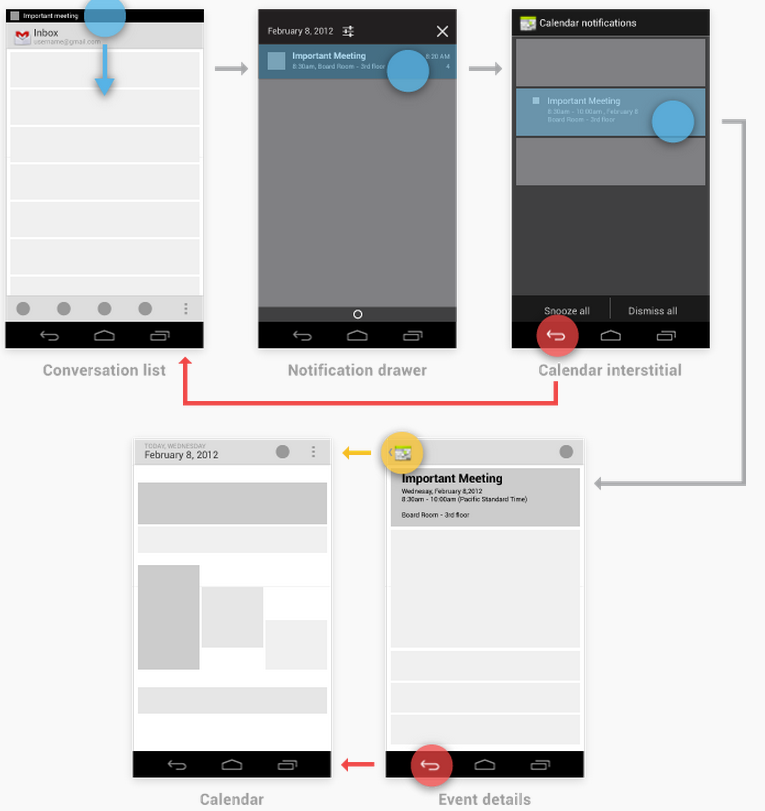 Important meeting
Inbox
username@gmail.com
February 8, 2012
Important Meeting
8:20 AM
8:30am, Board Room - 3rd floor
4
Calendar notifications
Important Meeting
8:30am - 10:00am, February 8
Board Room - 3rd floor
Snooze all
Dismiss all
Conversation list
Notification drawer
Calendar interstitial
TODAY, WEDNESDAY
February 8, 2012
Important Meeting
Wednesay, February 8,2012
8:30am - 10:00am (Pacific Standard Time)
Board Room - 3rd floor
Calendar
Event details